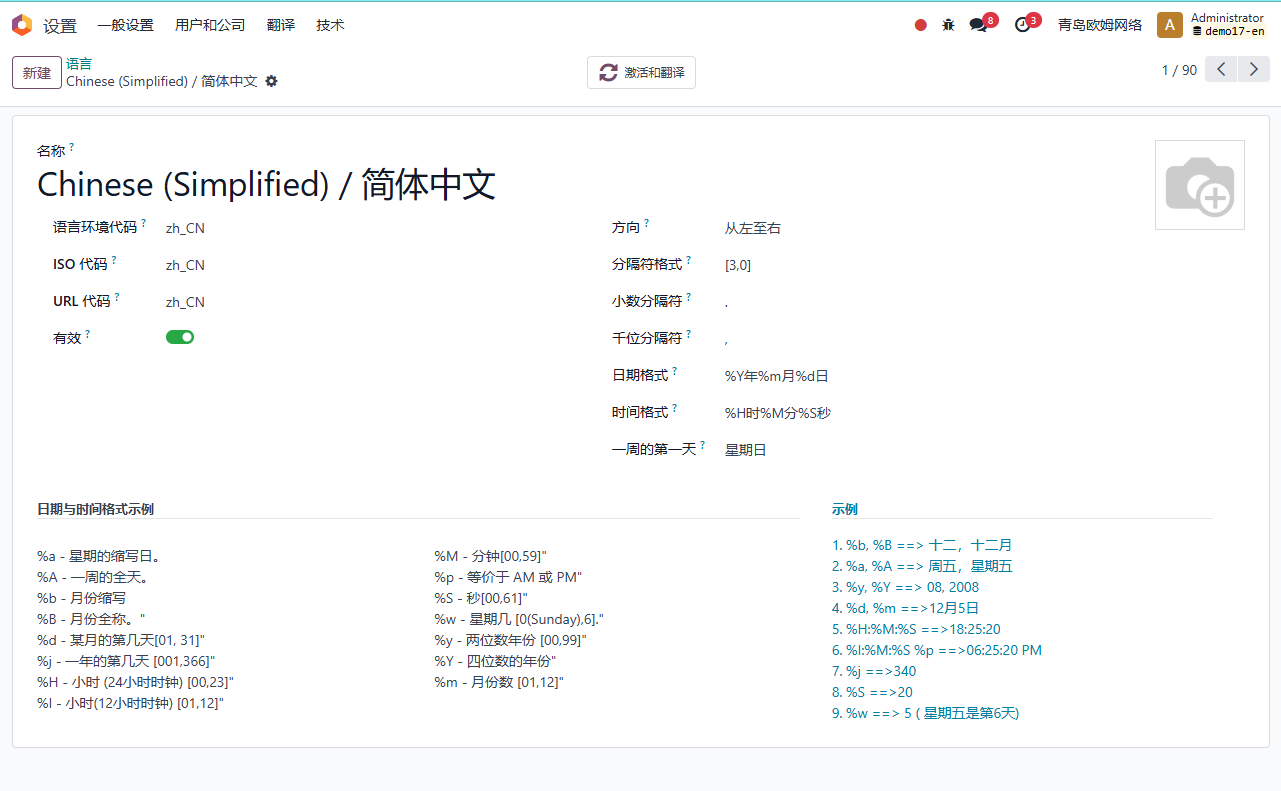 设置 一般设置 用户和公司 翻译 技术 8 3 青岛欧姆网络 A Administrator
demo17-en
新建 语言
Chinese (Simplified) / 简体中文
激活和翻译
1 / 90
名称 ?
Chinese (Simplified) / 简体中文
语言环境代码 ? zh_CN
ISO 代码 ? zh_CN
URL 代码 ? zh_CN
有效 ?
方向 ? 从左至右
分隔符格式 ? [3,0]
小数分隔符 ? .
千位分隔符 ? ,
日期格式 ? %Y年%m月%d日
时间格式 ? %H时%M分%S秒
一周的第一天 ? 星期日
日期与时间格式示例
%a - 星期的缩写日。
%A - 一周的全天。
%b - 月份缩写
%B - 月份全称。"
%d - 某月的第几天[01, 31]"
%j - 一年的第几天 [001,366]"
%H - 小时 (24小时时钟) [00,23]"
%I - 小时(12小时时钟) [01,12]"
%M - 分钟[00,59]"
%p - 等价于 AM 或 PM"
%S - 秒[00,61]"
%w - 星期几 [0(Sunday),6]."
%y - 两位数年份 [00,99]"
%Y - 四位数的年份"
%m - 月份数 [01,12]"
示例
1. %b, %B ==> 十二，十二月
2. %a, %A ==> 周五，星期五
3. %y, %Y ==> 08, 2008
4. %d, %m ==>12月5日
5. %H:%M:%S ==>18:25:20
6. %I:%M:%S %p ==>06:25:20 PM
7. %j ==>340
8. %S ==>20
9. %w ==> 5 ( 星期五是第6天)